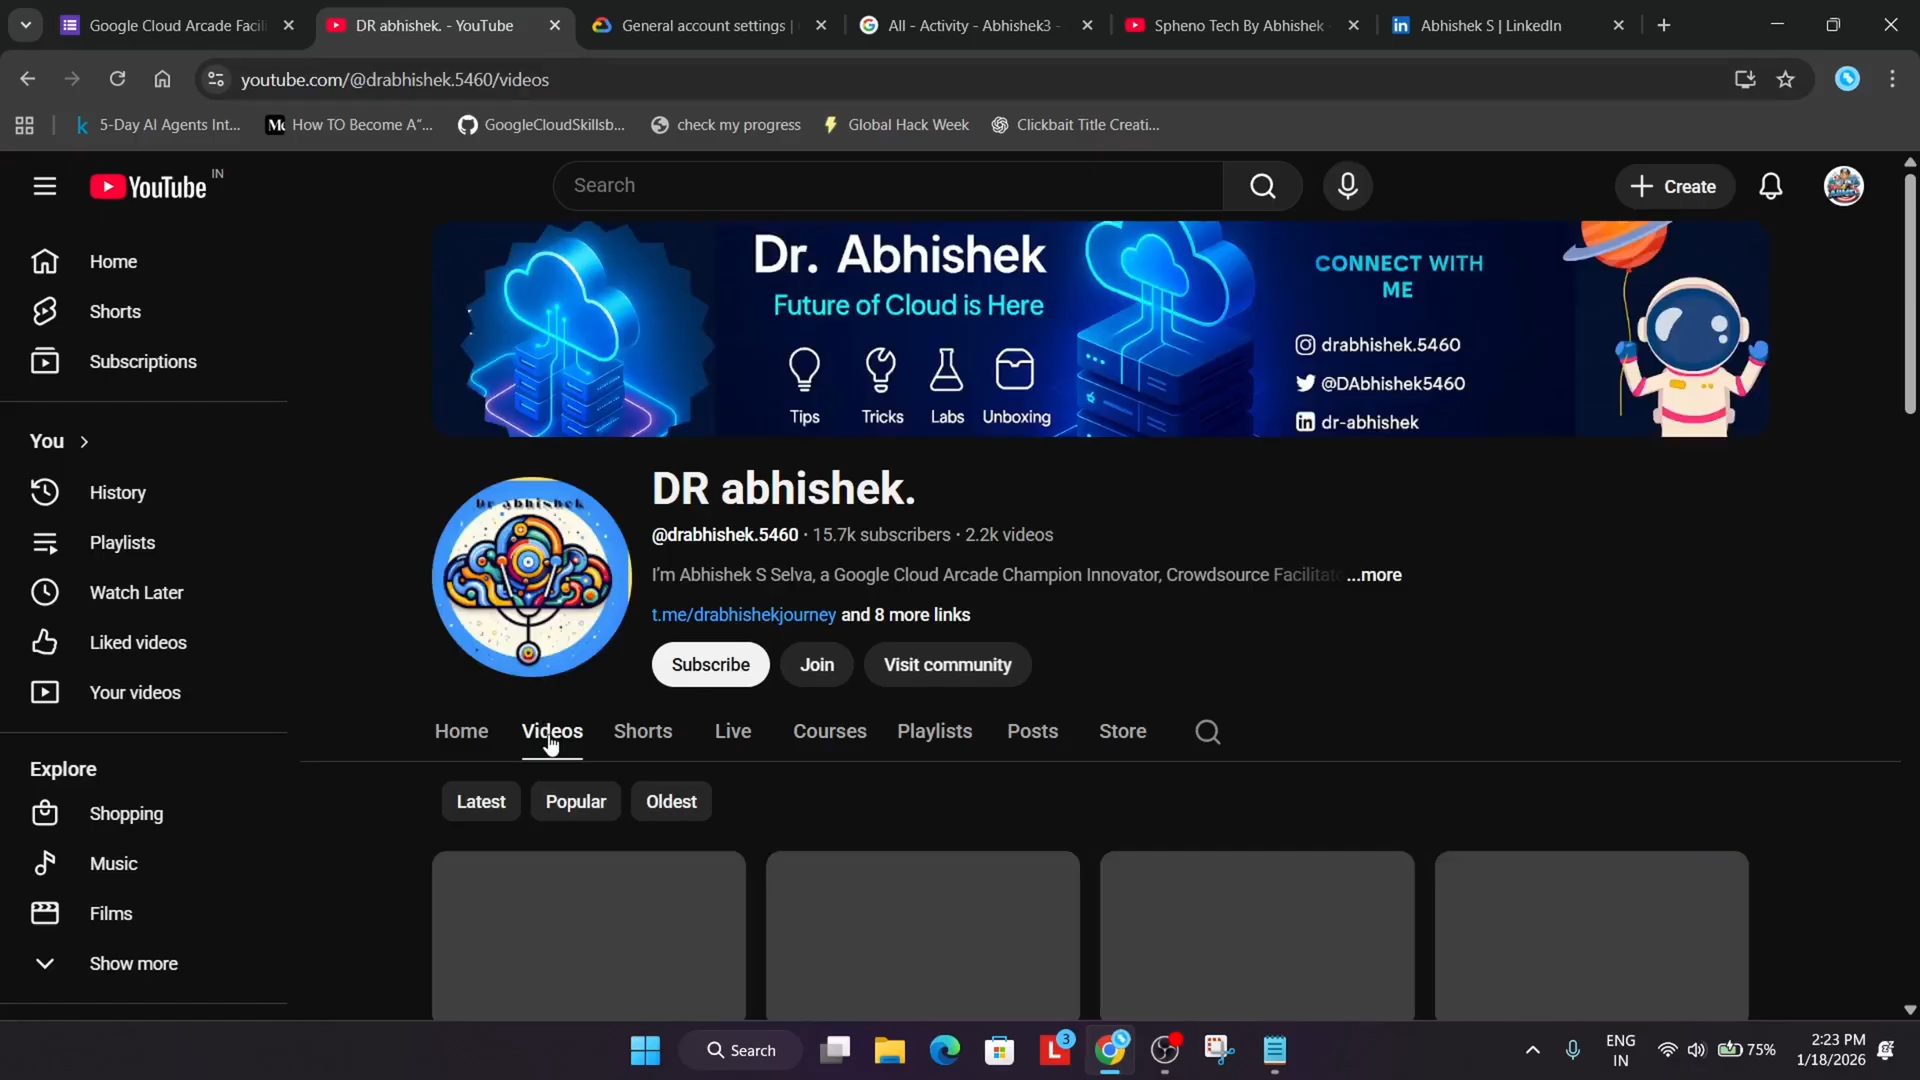 Google Cloud Arcade Facili
DR abhishek. - YouTube
General account settings |
All - Activity - Abhishek3 -
Spheno Tech By Abhishek
Abhishek S | LinkedIn
youtube.com/@drabhishek.5460/videos
5-Day AI Agents Int...
How TO Become A“...
GoogleCloudSkillsb...
check my progress
Global Hack Week
Clickbait Title Creati...
YouTube IN
Search
Create
Home
Shorts
Subscriptions
You
History
Playlists
Watch Later
Liked videos
Your videos
Explore
Shopping
Music
Films
Show more
Dr. Abhishek
Future of Cloud is Here
Tips Tricks Labs Unboxing
CONNECT WITH
ME
drabhishek.5460
@DAbhishek5460
dr-abhishek
Dr abhishek
DR abhishek.
@drabhishek.5460 · 15.7k subscribers · 2.2k videos
I'm Abhishek S Selva, a Google Cloud Arcade Champion Innovator, Crowdsource Facilitato ...more
t.me/drabhishekjourney and 8 more links
Subscribe Join Visit community
Home Videos Shorts Live Courses Playlists Posts Store
Latest Popular Oldest
Search
L 3
ENG
IN
75%
2:23 PM
1/18/2026